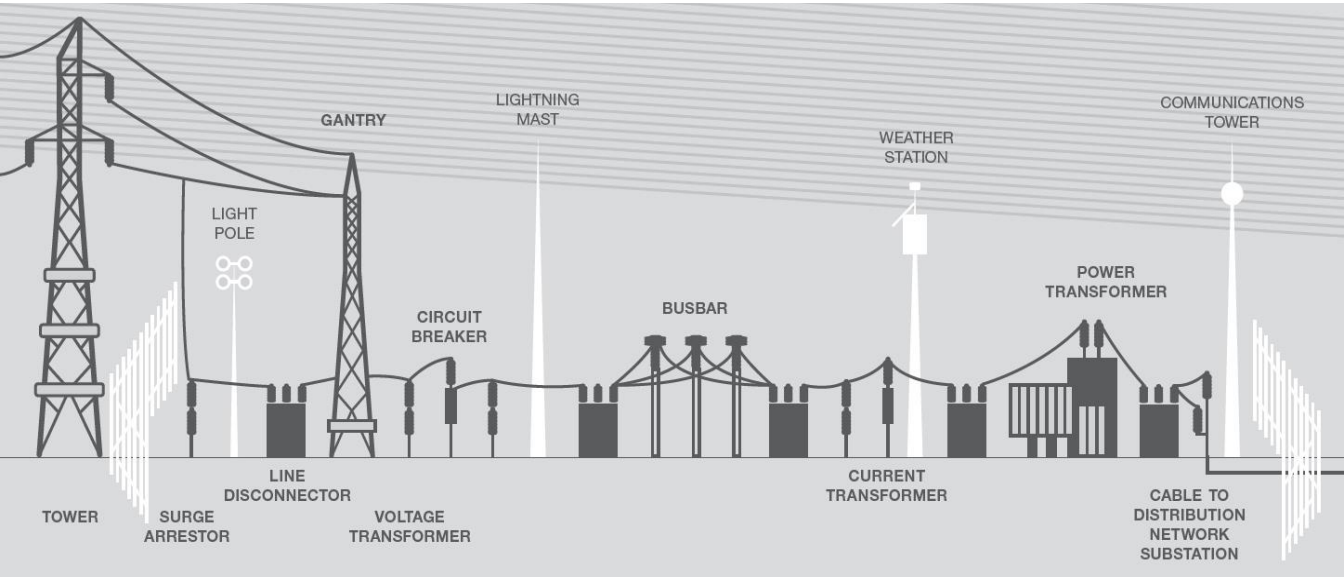 GANTRY
LIGHTNING
MAST
WEATHER
STATION
COMMUNICATIONS
TOWER
LIGHT
POLE
CIRCUIT
BREAKER
BUSBAR
POWER
TRANSFORMER
TOWER
SURGE
ARRESTOR
LINE
DISCONNECTOR
VOLTAGE
TRANSFORMER
CURRENT
TRANSFORMER
CABLE TO
DISTRIBUTION
NETWORK
SUBSTATION